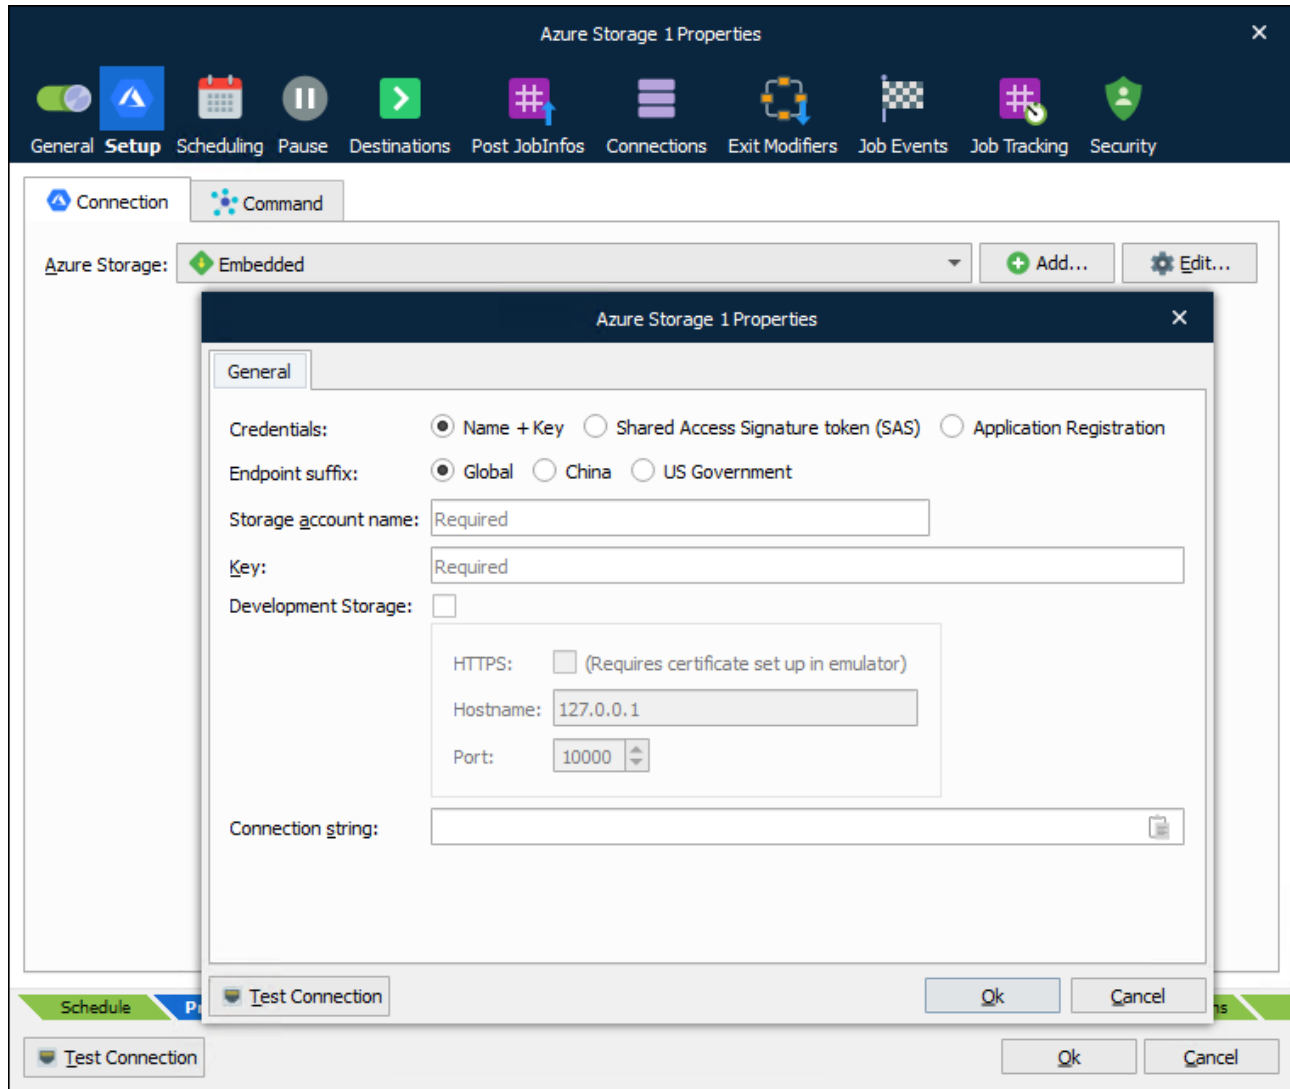 Azure Storage 1 Properties
General Setup Scheduling Pause Destinations Post JobInfos Connections Exit Modifiers Job Events Job Tracking Security
Connection Command
Azure Storage: Embedded Add... Edit...
Azure Storage 1 Properties
General
Credentials: Name + Key Shared Access Signature token (SAS) Application Registration
Endpoint suffix: Global China US Government
Storage account name: Required
Key: Required
Development Storage:
HTTPS: (Requires certificate set up in emulator)
Hostname: 127.0.0.1
Port: 10000
Connection string:
Test Connection Ok Cancel
Schedule
Test Connection Ok Cancel